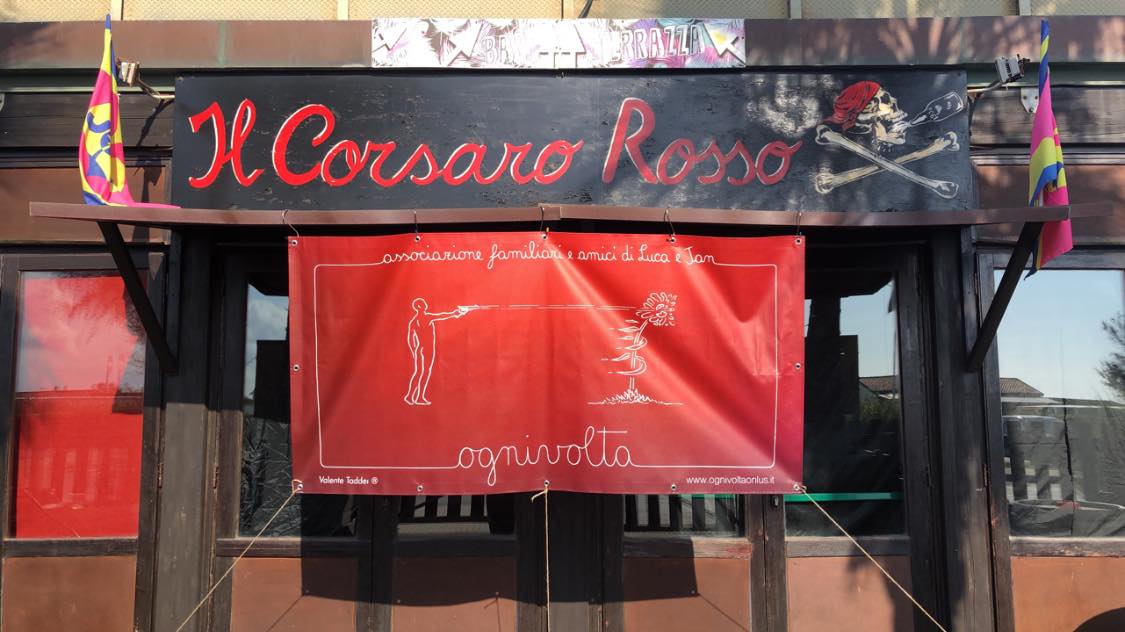 BAR TERRAZZA
Il Corsaro Rosso
associazione familiari e amici di Luca e Jan
ognivolta
Valente Taddei ®
www.ognivoltaonlus.it